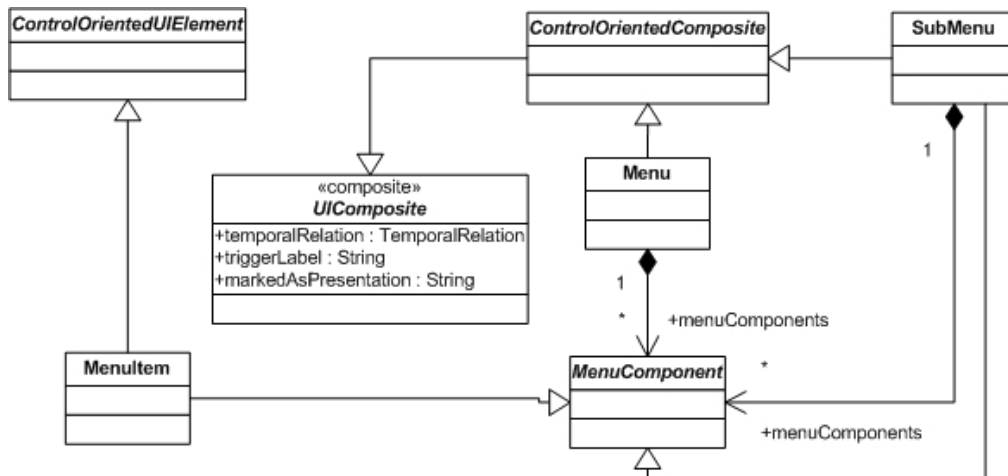 ControlOrientedUIElement
ControlOrientedComposite
SubMenu
1
Menu
«composite»
UIComposite
+temporalRelation : TemporalRelation
+triggerLabel : String
+markedAsPresentation : String
1
*
+menuComponents
MenuItem
MenuComponent
*
+menuComponents